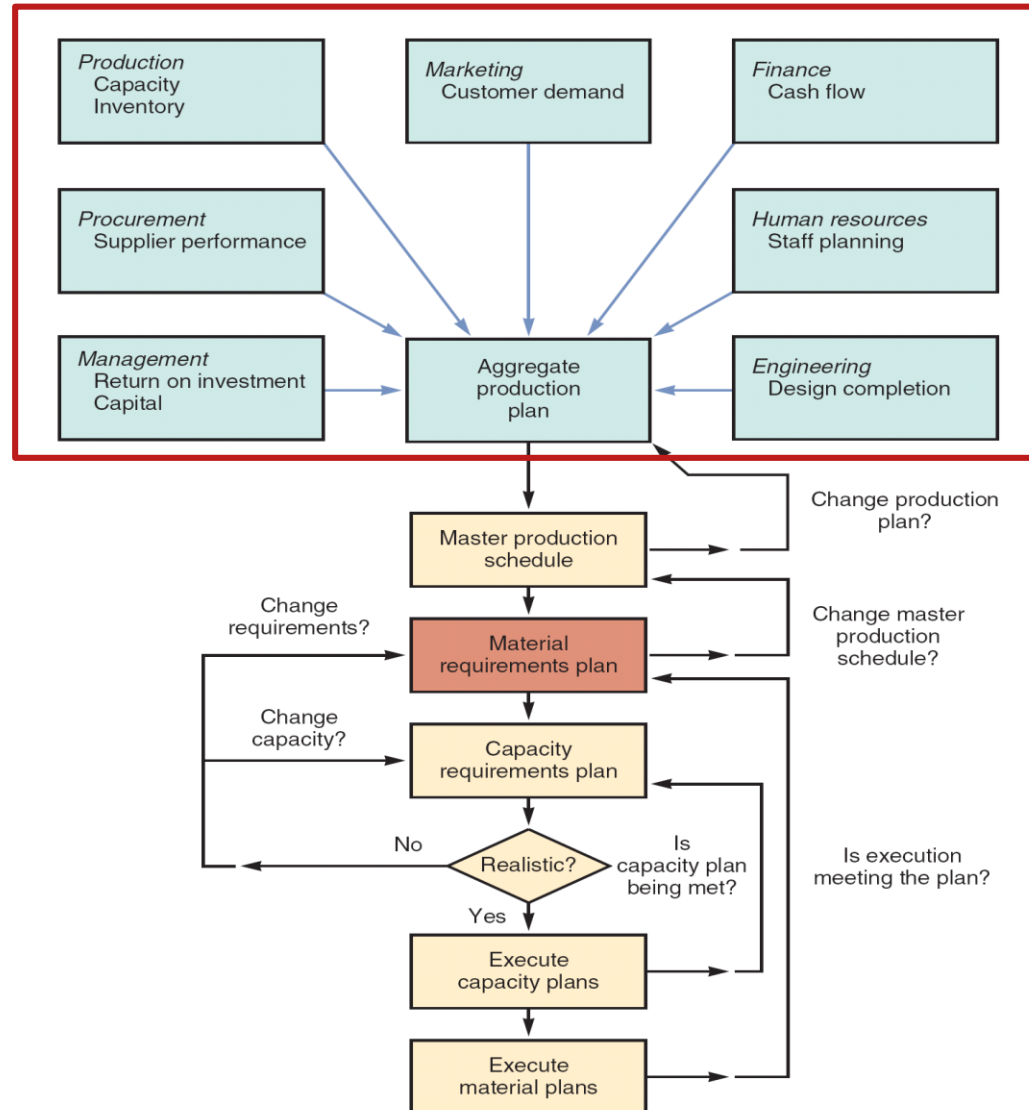 Production
Capacity
Inventory
Marketing
Customer demand
Finance
Cash flow
Procurement
Supplier performance
Human resources
Staff planning
Management
Return on investment
Capital
Aggregate
production
plan
Engineering
Design completion
Change production
plan?
Master production
schedule
Change
requirements?
Change master
production
schedule?
Material
requirements plan
Change
capacity?
Capacity
requirements plan
No
Realistic?
Is
capacity plan
being met?
Is execution
meeting the plan?
Yes
Execute
capacity plans
Execute
material plans